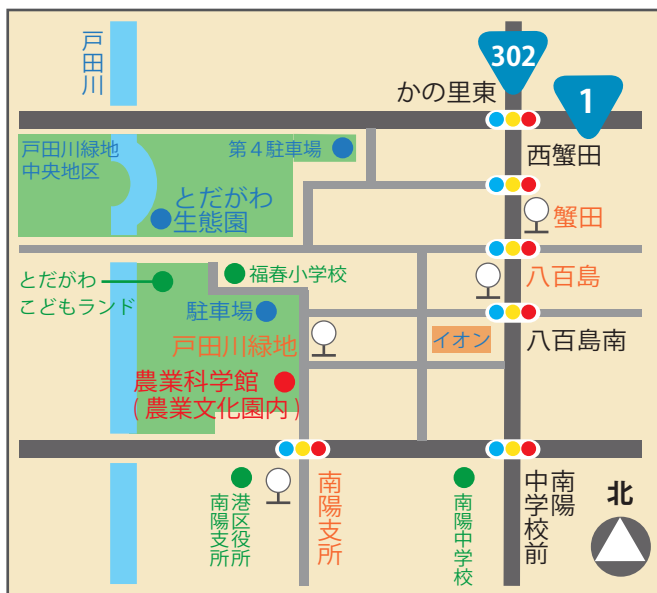 戸田川
302
1
かの里東
戸田川緑地
中央地区
第4駐車場
西蟹田
とだがわ
生態園
蟹田
とだがわ
こどもランド
福春小学校
八百島
駐車場
戸田川緑地
イオン
八百島南
農業科学館
(農業文化園内)
港区役所
南陽支所
南陽支所
南陽中学校
南陽
中学校前
北